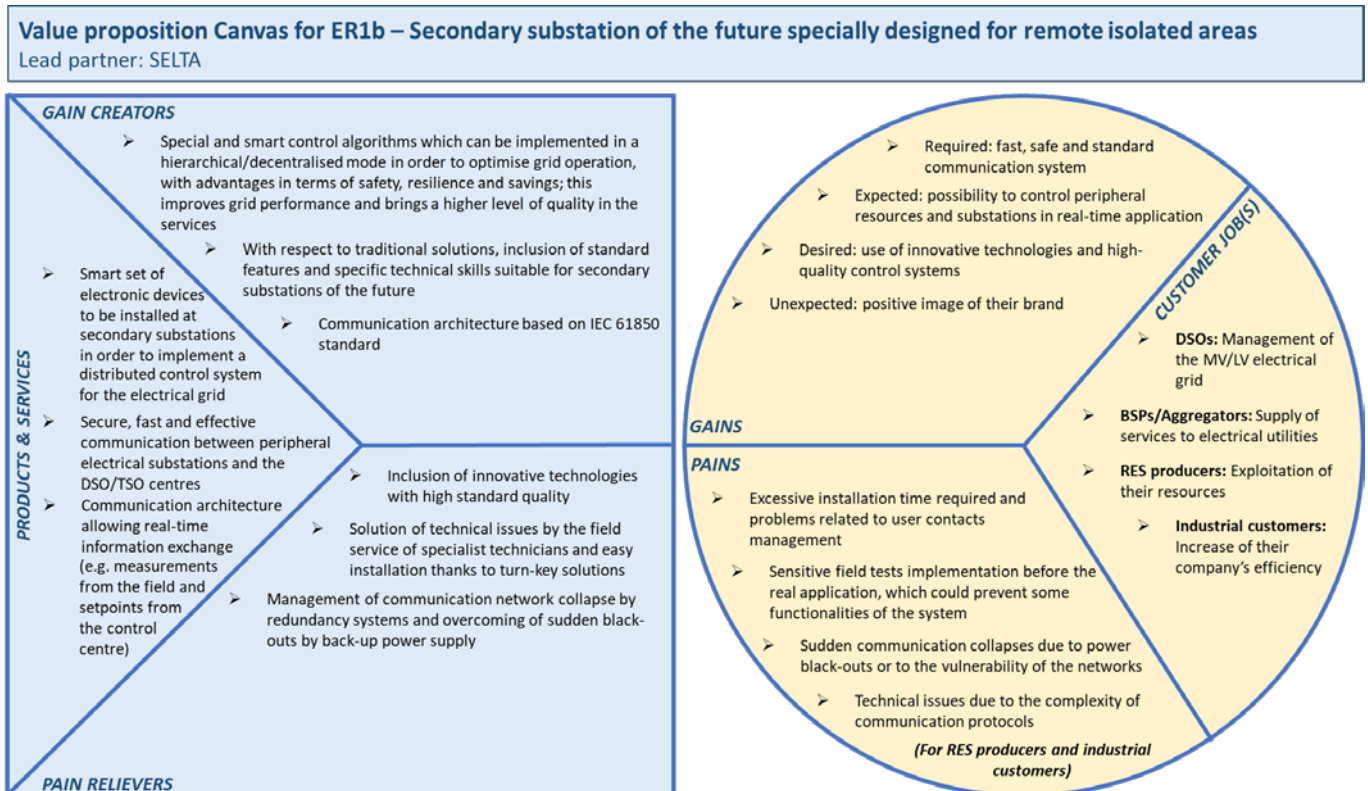 Value proposition Canvas for ER1b – Secondary substation of the future specially designed for remote isolated areas
Lead partner: SELTA
GAIN CREATORS
➢ Special and smart control algorithms which can be implemented in a
hierarchical/decentralised mode in order to optimise grid operation,
with advantages in terms of safety, resilience and savings; this
improves grid performance and brings a higher level of quality in the
services
➢ With respect to traditional solutions, inclusion of standard
features and specific technical skills suitable for secondary
substations of the future
➢ Communication architecture based on IEC 61850
standard
PRODUCTS & SERVICES
➢ Smart set of
electronic devices
to be installed at
secondary substations
in order to implement a
distributed control system
for the electrical grid
➢ Secure, fast and effective
communication between peripheral
electrical substations and the
DSO/TSO centres
➢ Communication architecture
allowing real-time
information exchange
(e.g. measurements
from the field and
setpoints from
the control
centre)
➢ Inclusion of innovative technologies
with high standard quality
➢ Solution of technical issues by the field
service of specialist technicians and easy
installation thanks to turn-key solutions
➢ Management of communication network collapse by
redundancy systems and overcoming of sudden black-
outs by back-up power supply
PAIN RELIEVERS
➢ Required: fast, safe and standard
communication system
➢ Expected: possibility to control peripheral
resources and substations in real-time application
➢ Desired: use of innovative technologies and high-
quality control systems
➢ Unexpected: positive image of their brand
GAINS
CUSTOMER JOB(S)
➢ DSOs: Management of
the MV/LV electrical
grid
➢ BSPs/Aggregators: Supply of
services to electrical utilities
➢ RES producers: Exploitation of
their resources
➢ Industrial customers:
Increase of their
company's efficiency
PAINS
➢ Excessive installation time required and
problems related to user contacts
management
➢ Sensitive field tests implementation before the
real application, which could prevent some
functionalities of the system
➢ Sudden communication collapses due to power
black-outs or to the vulnerability of the networks
➢ Technical issues due to the complexity of
communication protocols
(For RES producers and industrial
customers)